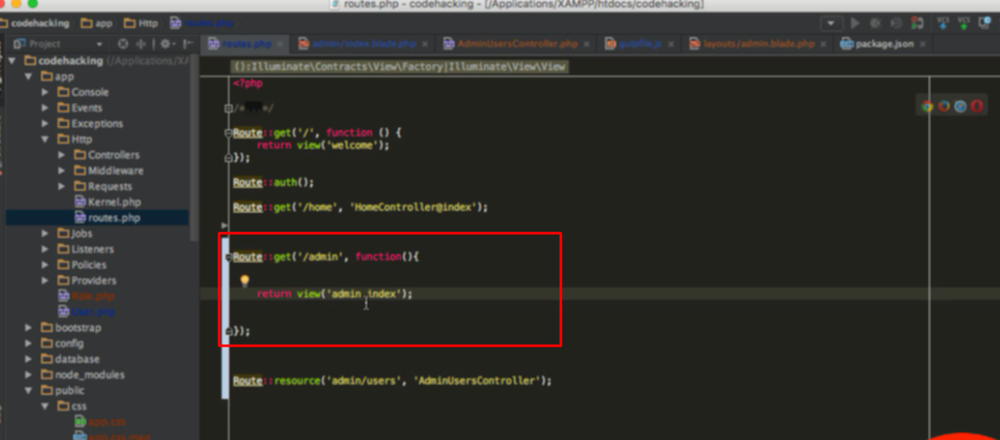 routes.php - codehacking - [/Applications/XAMPP/htdocs/codehacking]
codehacking app Http routes.php
Project
routes.php admin/index.blade.php AdminUsersController.php gulpfile.js layouts/admin.blade.php package.json
codehacking (/Applications/XA
app
Console
Events
Exceptions
Http
Controllers
Middleware
Requests
Kernel.php
routes.php
Jobs
Listeners
Policies
Providers
Role.php
User.php
bootstrap
config
database
node_modules
public
css
app.css
app.css.map
():Illuminate\Contracts\View\Factory|Illuminate\View\View
<?php
/*...*/
Route::get('/', function () {
return view('welcome');
});
Route::auth();
Route::get('/home', 'HomeController@index');
Route::get('/admin', function(){
return view('admin.index');
});
Route::resource('admin/users', 'AdminUsersController');